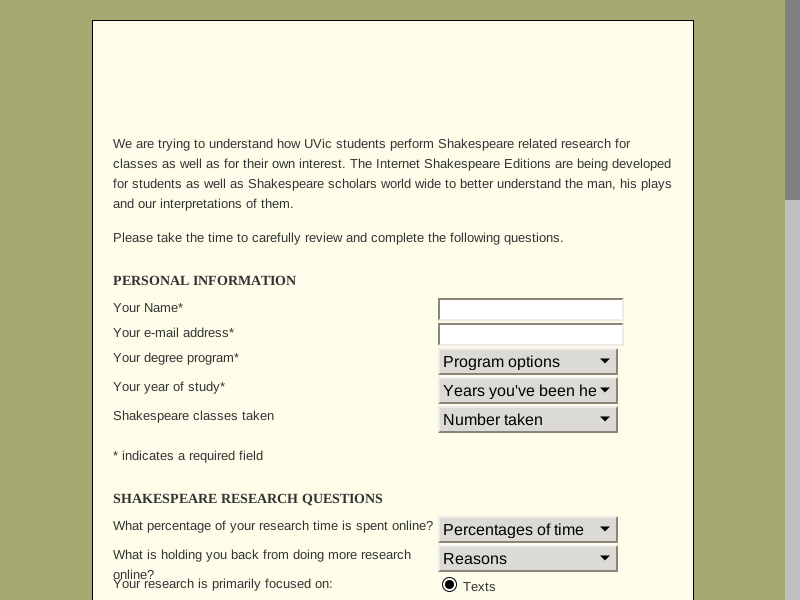 We are trying to understand how UVic students perform Shakespeare related research for
classes as well as for their own interest. The Internet Shakespeare Editions are being developed
for students as well as Shakespeare scholars world wide to better understand the man, his plays
and our interpretations of them.
Please take the time to carefully review and complete the following questions.
PERSONAL INFORMATION
Your Name*
Your e-mail address*
Your degree program* Program options
Your year of study* Years you've been he
Shakespeare classes taken Number taken
* indicates a required field
SHAKESPEARE RESEARCH QUESTIONS
What percentage of your research time is spent online? Percentages of time
What is holding you back from doing more research Reasons
online?
Your research is primarily focused on: Texts